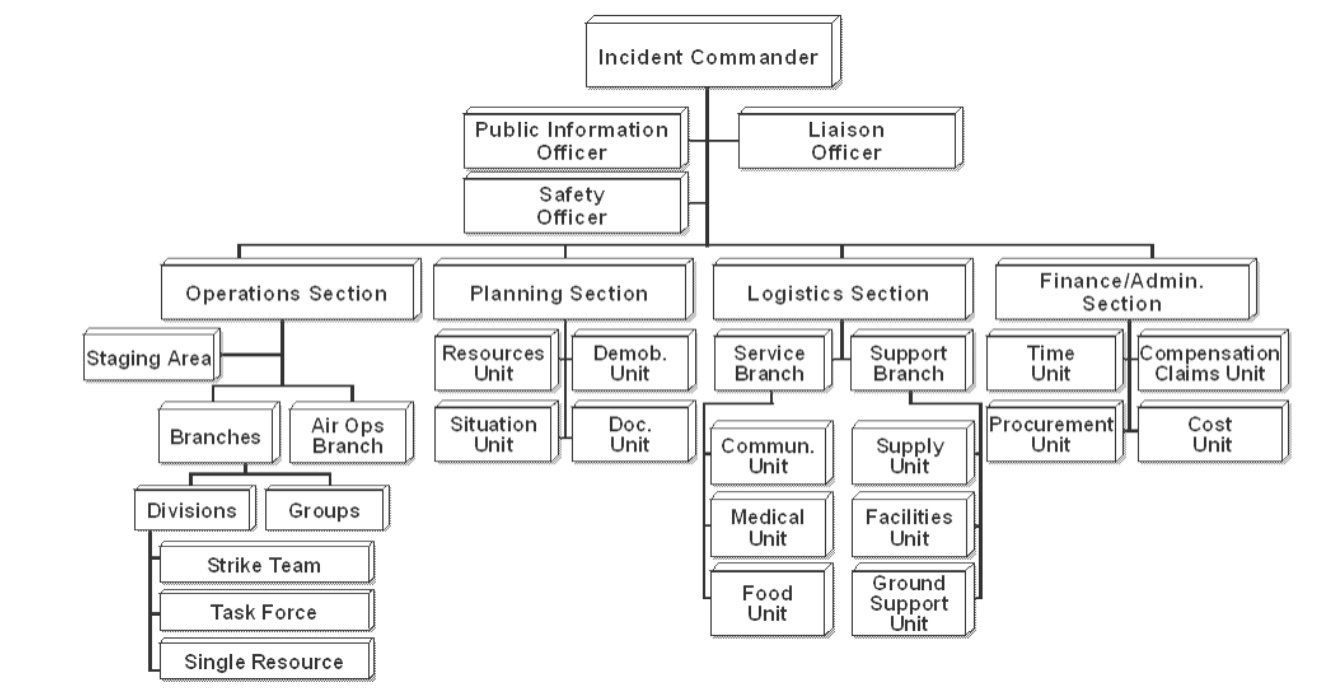 Incident Commander
Public Information
Officer
Liaison
Officer
Safety
Officer
Operations Section
Planning Section
Logistics Section
Finance/Admin.
Section
Staging Area
Resources
Unit
Demob.
Unit
Service
Branch
Support
Branch
Time
Unit
Compensation
Claims Unit
Branches
Air Ops
Branch
Situation
Unit
Doc.
Unit
Commun.
Unit
Supply
Unit
Procurement
Unit
Cost
Unit
Divisions
Groups
Medical
Unit
Facilities
Unit
Strike Team
Task Force
Single Resource
Food
Unit
Ground
Support
Unit